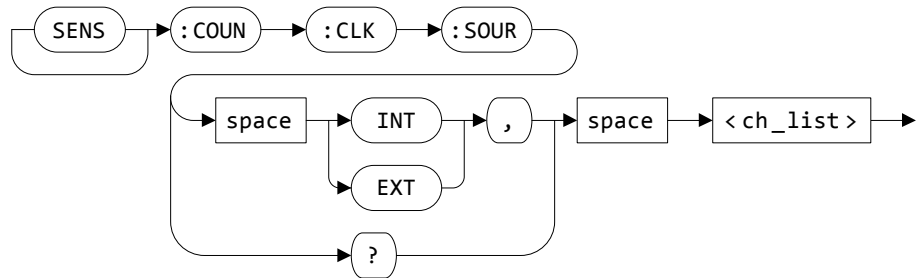 SENS :COUN :CLK :SOUR
space INT , space <ch_list>
EXT
?